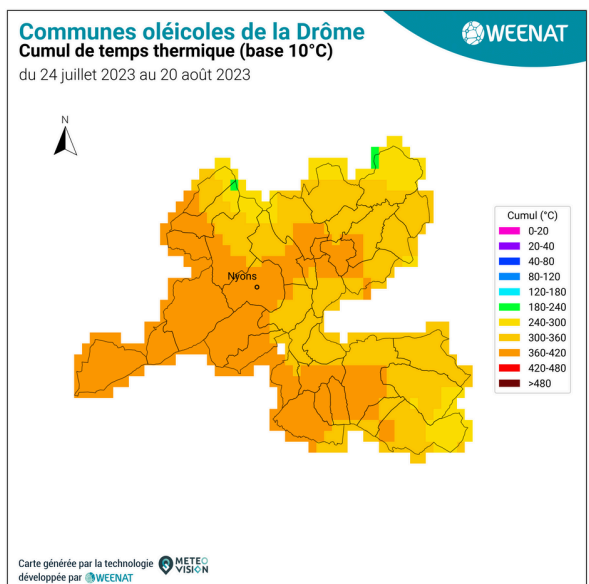 Communes oléicoles de la Drôme
Cumul de temps thermique (base 10°C)
du 24 juillet 2023 au 20 août 2023
WEENAT
N
Nyons
Cumul (°C)
0-20
20-40
40-80
80-120
120-180
180-240
240-300
300-360
360-420
420-480
>480
Carte générée par la technologie METEO VISION
développée par WEENAT